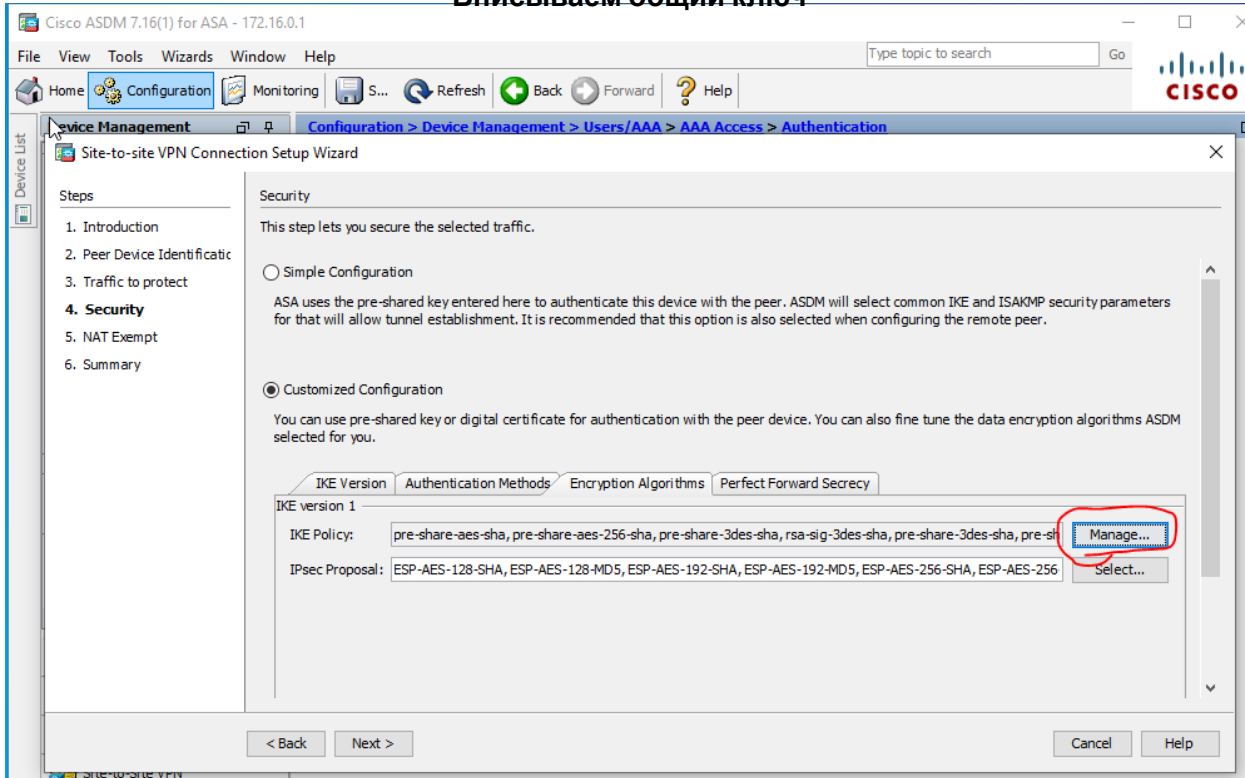 Вписываем общий ключ
Cisco ASDM 7.16(1) for ASA - 172.16.0.1
File View Tools Wizards Window Help
Type topic to search Go
Home Configuration Monitoring S... Refresh Back Forward Help
CISCO
Device List
Device Management
Configuration > Device Management > Users/AAA > AAA Access > Authentication
Site-to-site VPN Connection Setup Wizard
Steps
1. Introduction
2. Peer Device Identificatic
3. Traffic to protect
4. Security
5. NAT Exempt
6. Summary
Security
This step lets you secure the selected traffic.
Simple Configuration
ASA uses the pre-shared key entered here to authenticate this device with the peer. ASDM will select common IKE and ISAKMP security parameters
for that will allow tunnel establishment. It is recommended that this option is also selected when configuring the remote peer.
Customized Configuration
You can use pre-shared key or digital certificate for authentication with the peer device. You can also fine tune the data encryption algorithms ASDM
selected for you.
IKE Version Authentication Methods Encryption Algorithms Perfect Forward Secrecy
IKE version 1
IKE Policy: pre-share-aes-sha, pre-share-aes-256-sha, pre-share-3des-sha, rsa-sig-3des-sha, pre-share-3des-sha, pre-sh Manage...
IPsec Proposal: ESP-AES-128-SHA, ESP-AES-128-MD5, ESP-AES-192-SHA, ESP-AES-192-MD5, ESP-AES-256-SHA, ESP-AES-256 Select...
< Back Next > Cancel Help
Site-to-Site VPN